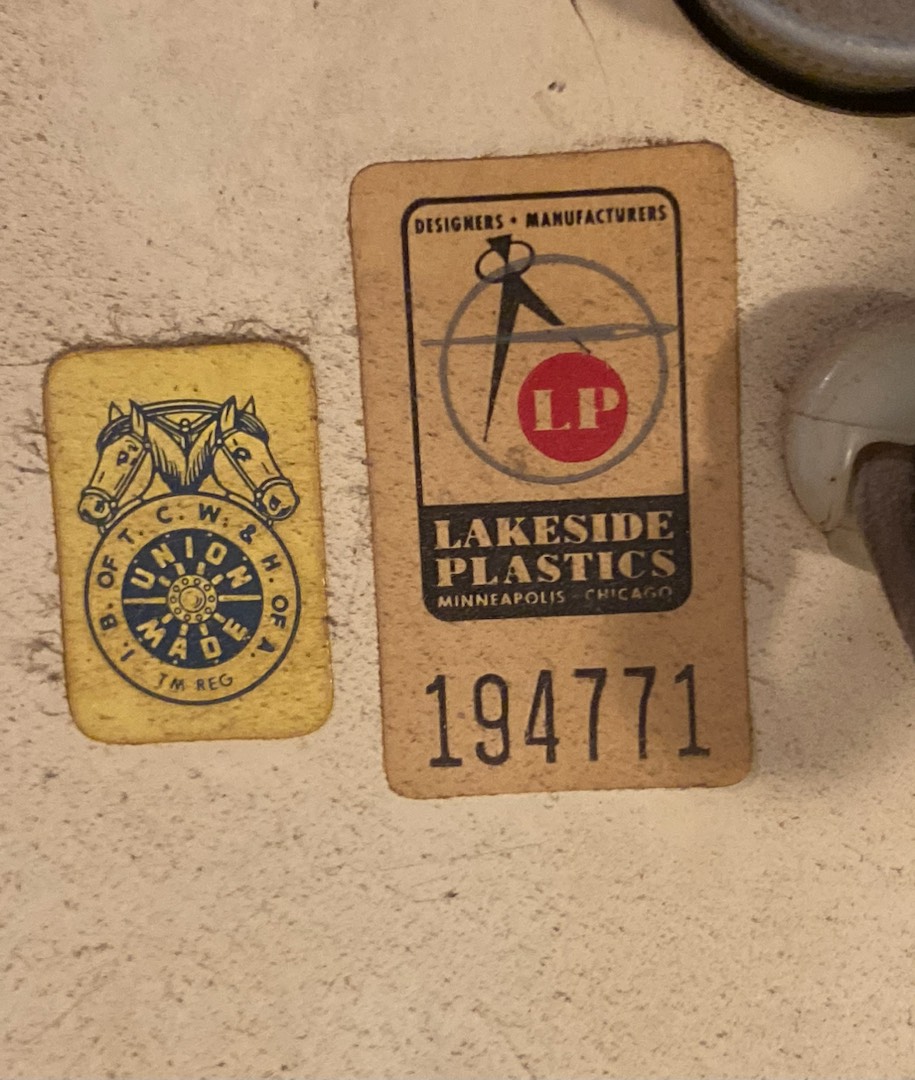 I. B. OF T. C. W. & H. OF A.
UNION
MADE
TM REG
DESIGNERS • MANUFACTURERS
LP
LAKESIDE
PLASTICS
MINNEAPOLIS - CHICAGO
194771